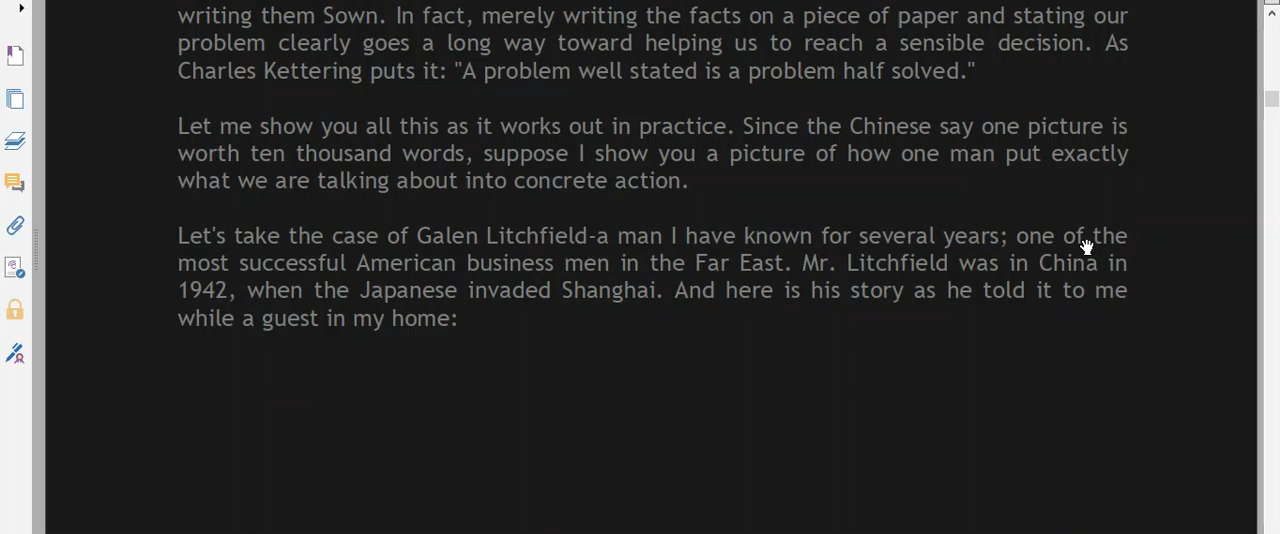 writing them Sown. In fact, merely writing the facts on a piece of paper and stating our
problem clearly goes a long way toward helping us to reach a sensible decision. As
Charles Kettering puts it: "A problem well stated is a problem half solved."
Let me show you all this as it works out in practice. Since the Chinese say one picture is
worth ten thousand words, suppose I show you a picture of how one man put exactly
what we are talking about into concrete action.
Let's take the case of Galen Litchfield-a man I have known for several years; one of the
most successful American business men in the Far East. Mr. Litchfield was in China in
1942, when the Japanese invaded Shanghai. And here is his story as he told it to me
while a guest in my home: